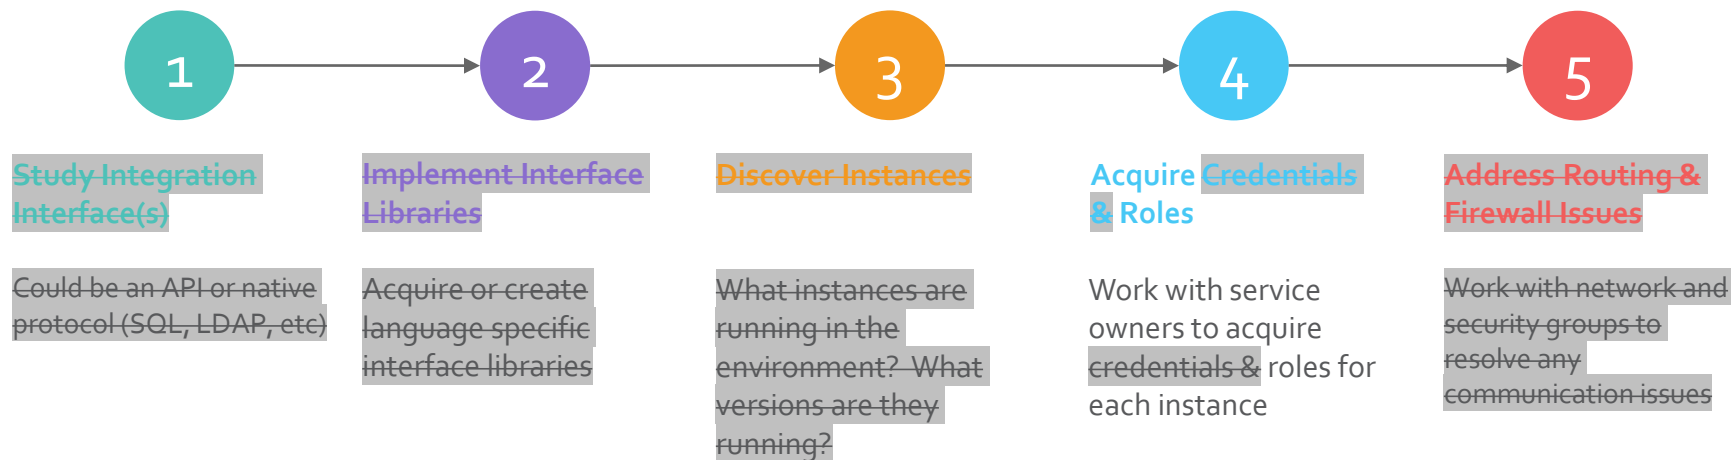 1
2
3
4
5
Study Integration
Interface(s)
Could be an API or native
protocol (SQL, LDAP, etc)
Implement Interface
Libraries
Acquire or create
language specific
interface libraries
Discover Instances
What instances are
running in the
environment?  What
versions are they
running?
Acquire Credentials
& Roles
Work with service
owners to acquire
credentials & roles for
each instance
Address Routing &
Firewall Issues
Work with network and
security groups to
resolve any
communication issues